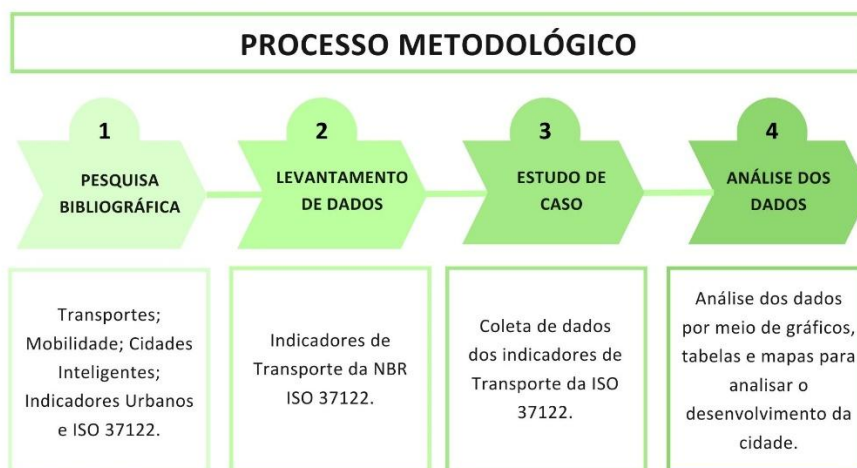 PROCESSO METODOLÓGICO
1
PESQUISA
BIBLIOGRÁFICA
Transportes;
Mobilidade; Cidades
Inteligentes;
Indicadores Urbanos
e ISO 37122.
2
LEVANTAMENTO
DE DADOS
Indicadores de
Transporte da NBR
ISO 37122.
3
ESTUDO DE
CASO
Coleta de dados
dos indicadores de
Transporte da ISO
37122.
4
ANÁLISE DOS
DADOS
Análise dos dados
por meio de gráficos,
tabelas e mapas para
analisar o
desenvolvimento da
cidade.